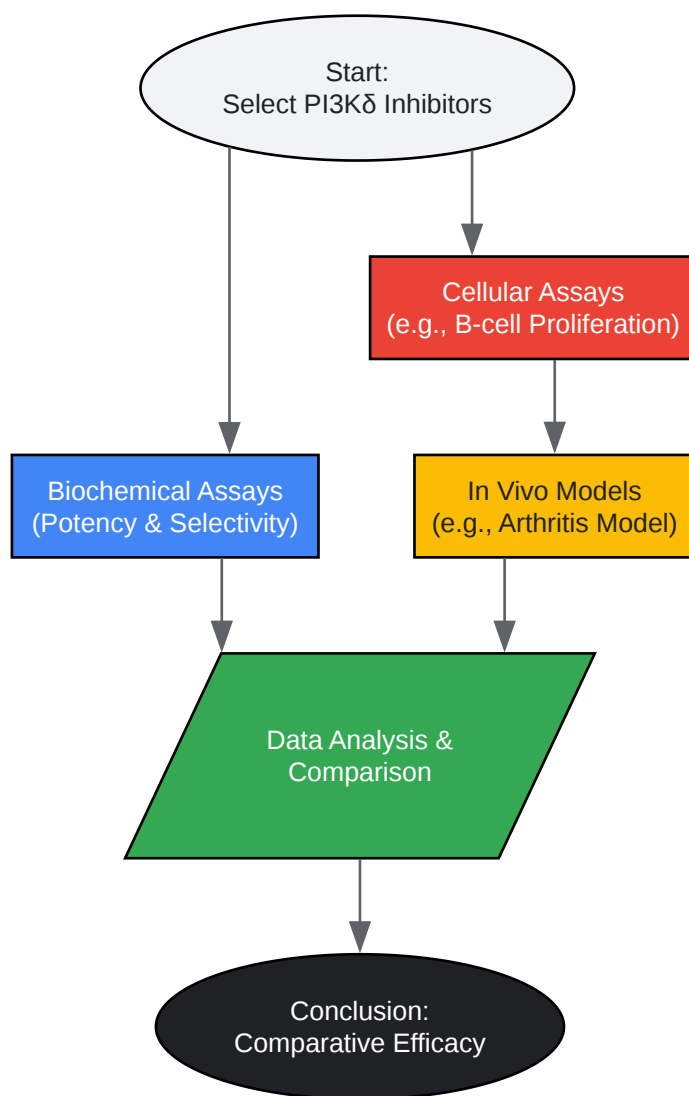 Start:
Select PI3Kδ Inhibitors
Cellular Assays
(e.g., B-cell Proliferation)
Biochemical Assays
(Potency & Selectivity)
In Vivo Models
(e.g., Arthritis Model)
Data Analysis &
Comparison
Conclusion:
Comparative Efficacy